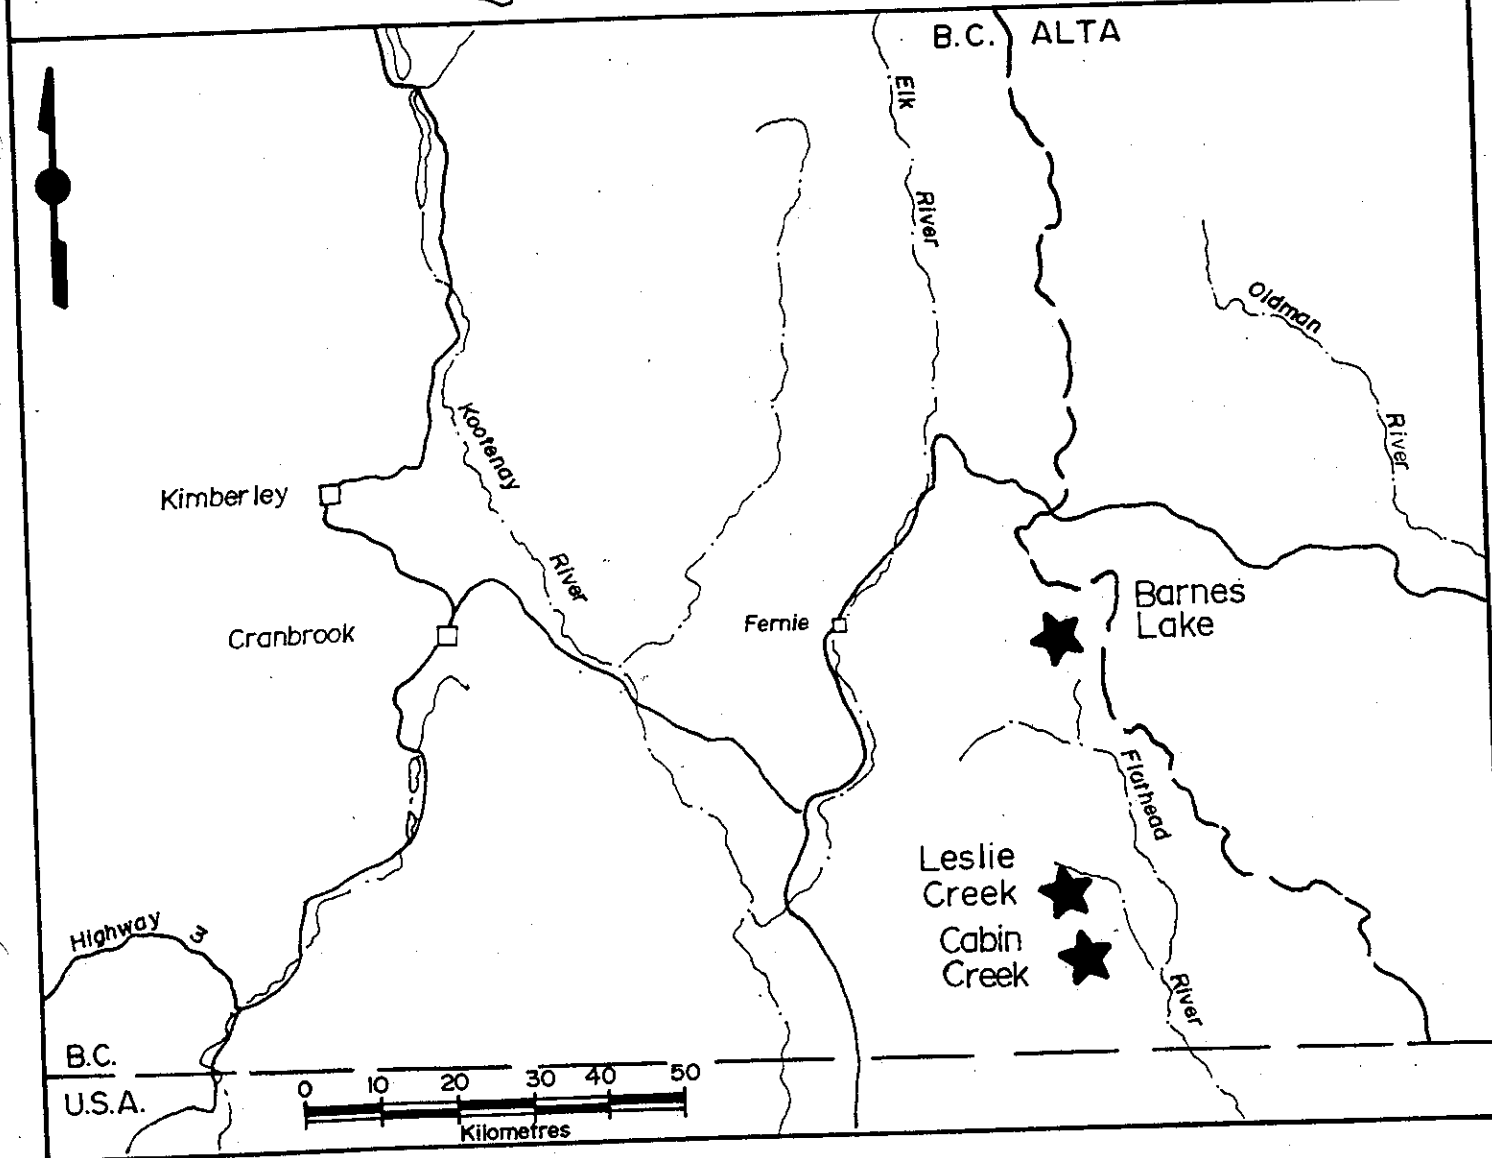 B.C. ALTA
Elk
River
Oldman
River
Kootenay
River
Kimberley
Cranbrook
Fernie
Barnes
Lake
Flathead
River
Leslie
Creek
Cabin
Creek
Highway 3
B.C.
U.S.A.
0 10 20 30 40 50
Kilometres